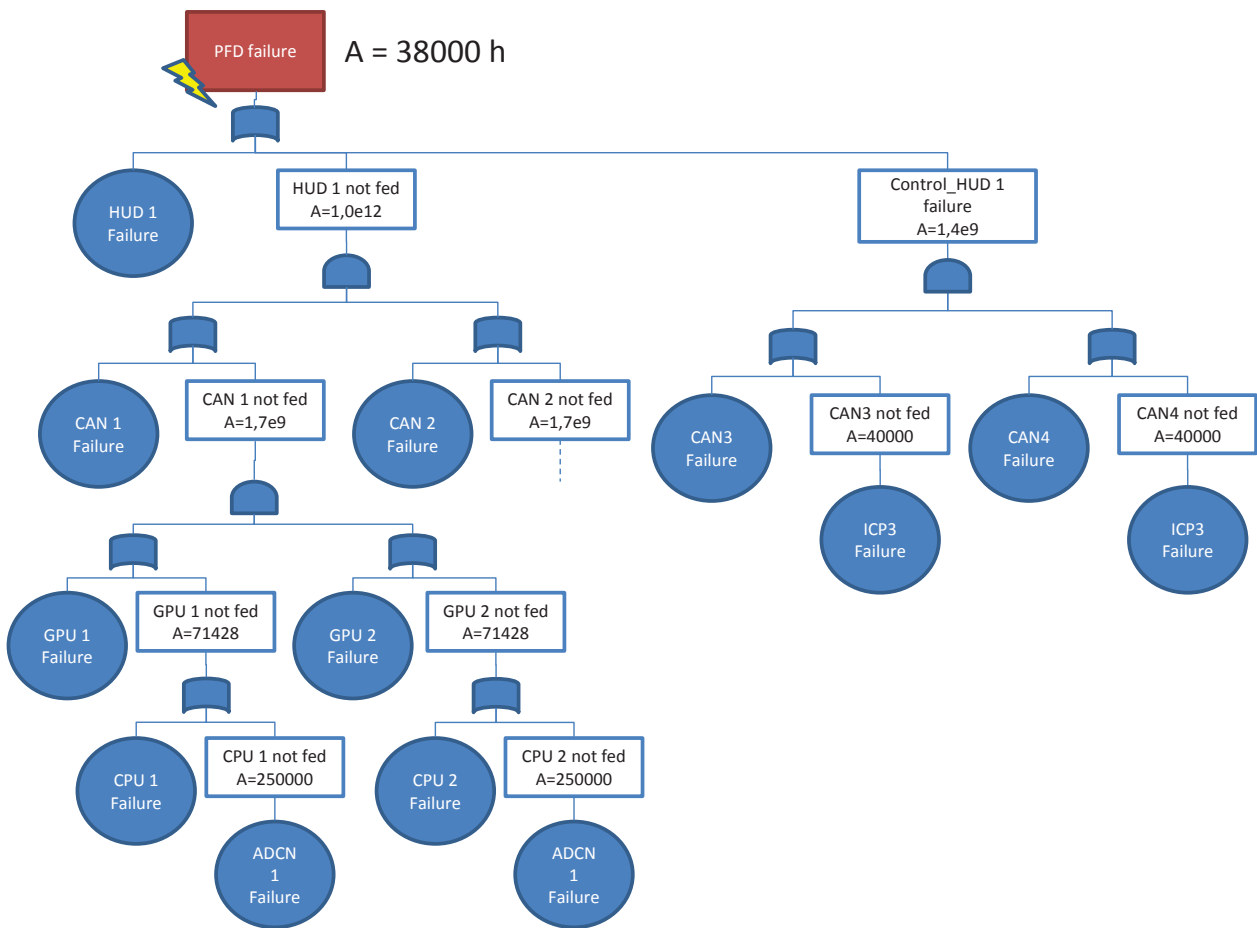 PFD failure
A = 38000 h
HUD 1
Failure
HUD 1 not fed
A=1,0e12
Control_HUD 1
failure
A=1,4e9
CAN 1
Failure
CAN 1 not fed
A=1,7e9
CAN 2
Failure
CAN 2 not fed
A=1,7e9
CAN3
Failure
CAN3 not fed
A=40000
CAN4
Failure
CAN4 not fed
A=40000
ICP3
Failure
ICP3
Failure
GPU 1
Failure
GPU 1 not fed
A=71428
GPU 2
Failure
GPU 2 not fed
A=71428
CPU 1
Failure
CPU 1 not fed
A=250000
CPU 2
Failure
CPU 2 not fed
A=250000
ADCN
1
Failure
ADCN
1
Failure